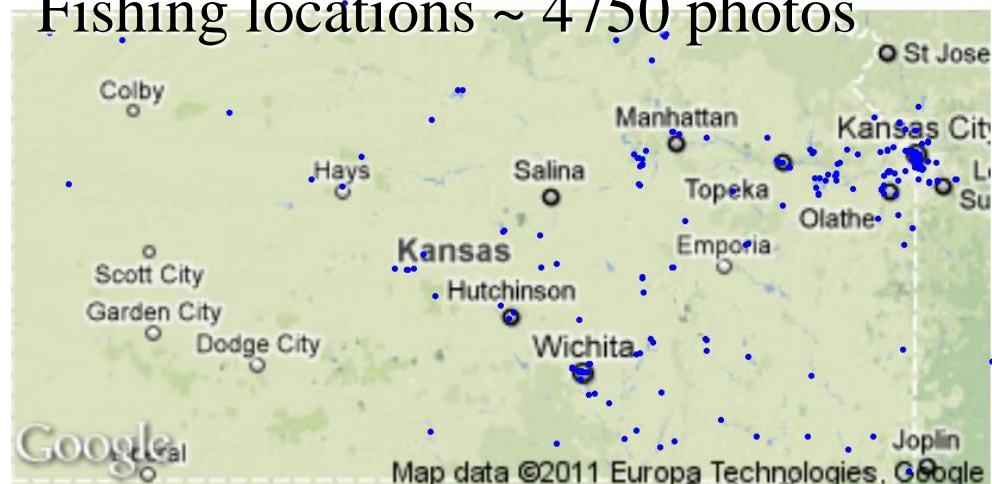 Fishing locations ~ 4750 photos
St Jose
Colby
Manhattan
Kansas City
Hays
Salina
Topeka
L
Su
Olathe
Kansas
Emporia
Scott City
Hutchinson
Garden City
Dodge City
Wichita
Google
Joplin
Map data ©2011 Europa Technologies, Google